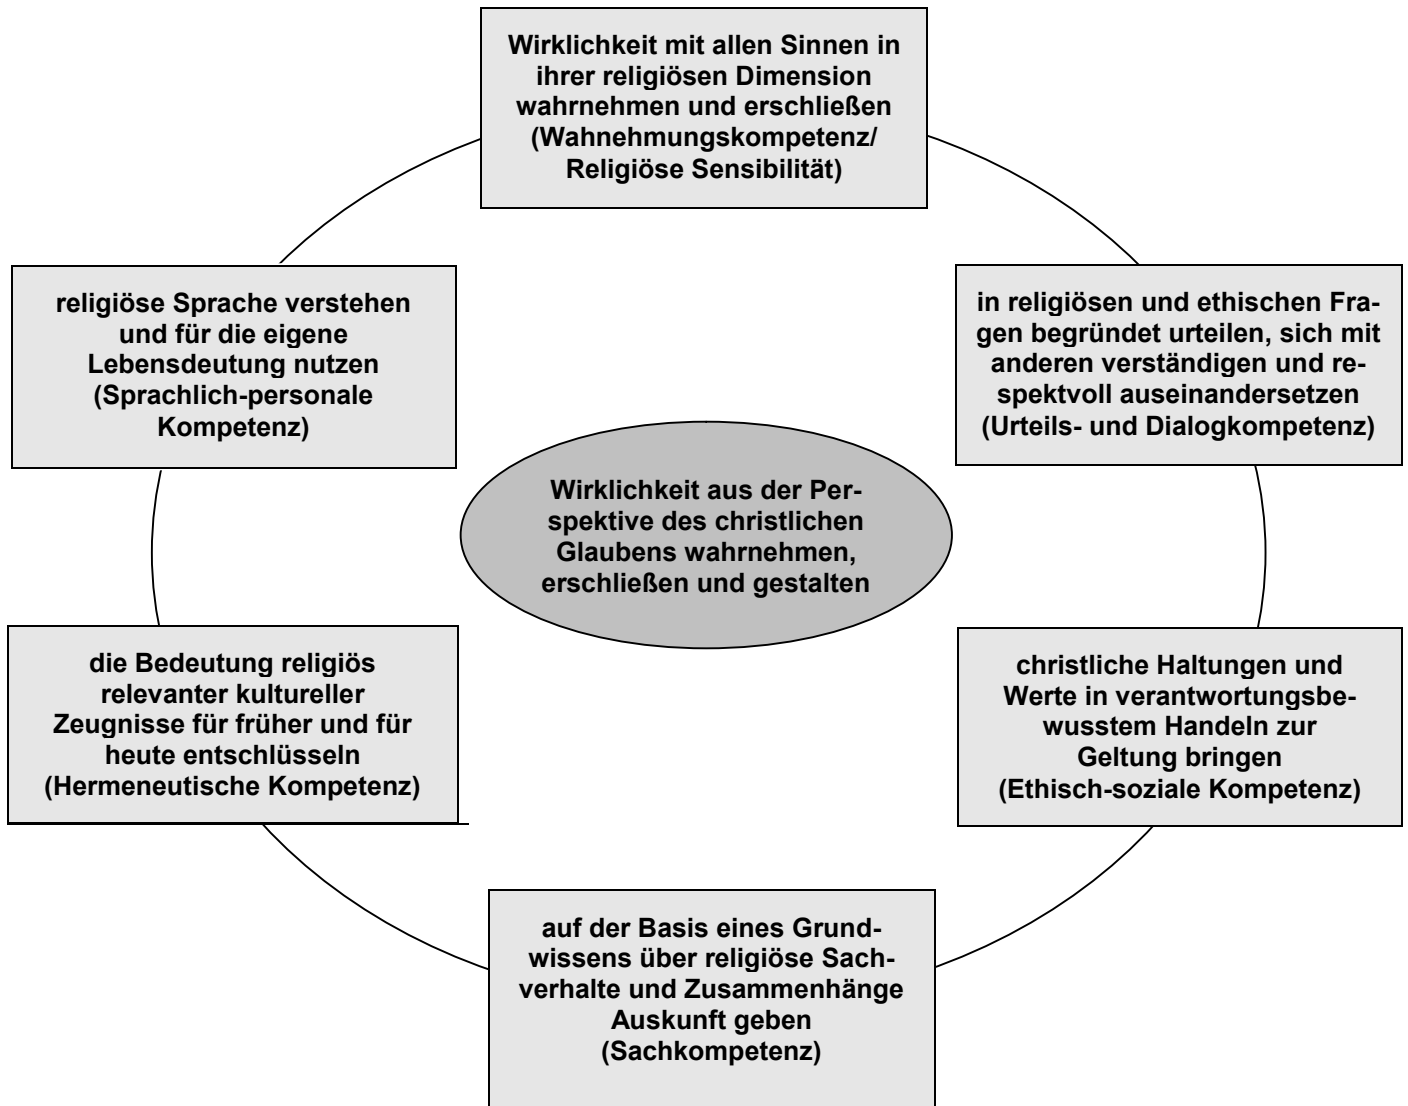 Wirklichkeit mit allen Sinnen in
ihrer religiösen Dimension
wahrnehmen und erschließen
(Wahnehmungskompetenz/
Religiöse Sensibilität)
religiöse Sprache verstehen
und für die eigene
Lebensdeutung nutzen
(Sprachlich-personale
Kompetenz)
in religiösen und ethischen Fra-
gen begründet urteilen, sich mit
anderen verständigen und re-
spektvoll auseinandersetzen
(Urteils- und Dialogkompetenz)
Wirklichkeit aus der Per-
spektive des christlichen
Glaubens wahrnehmen,
erschließen und gestalten
die Bedeutung religiös
relevanter kultureller
Zeugnisse für früher und für
heute entschlüsseln
(Hermeneutische Kompetenz)
christliche Haltungen und
Werte in verantwortungsbe-
wusstem Handeln zur
Geltung bringen
(Ethisch-soziale Kompetenz)
auf der Basis eines Grund-
wissens über religiöse Sach-
verhalte und Zusammenhänge
Auskunft geben
(Sachkompetenz)